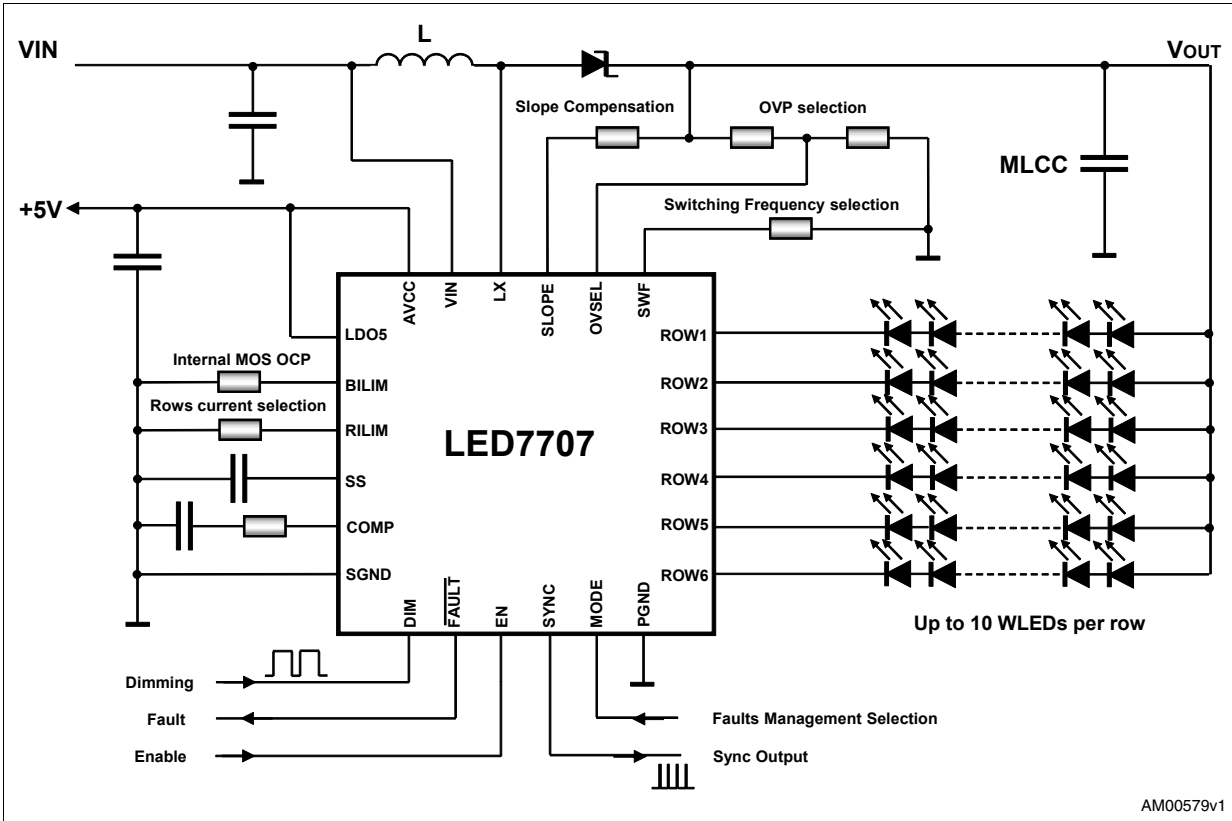 VIN
L
VOUT
Slope Compensation
OVP selection
MLCC
+5V
Switching Frequency selection
AVCC
VIN
LX
SLOPE
OVSEL
SWF
LDO5
ROW1
Internal MOS OCP
BILIM
ROW2
Rows current selection
RILIM
ROW3
LED7707
SS
ROW4
COMP
ROW5
SGND
ROW6
DIM
FAULT
EN
SYNC
MODE
PGND
Up to 10 WLEDs per row
Dimming
Fault
Faults Management Selection
Enable
Sync Output
AM00579v1